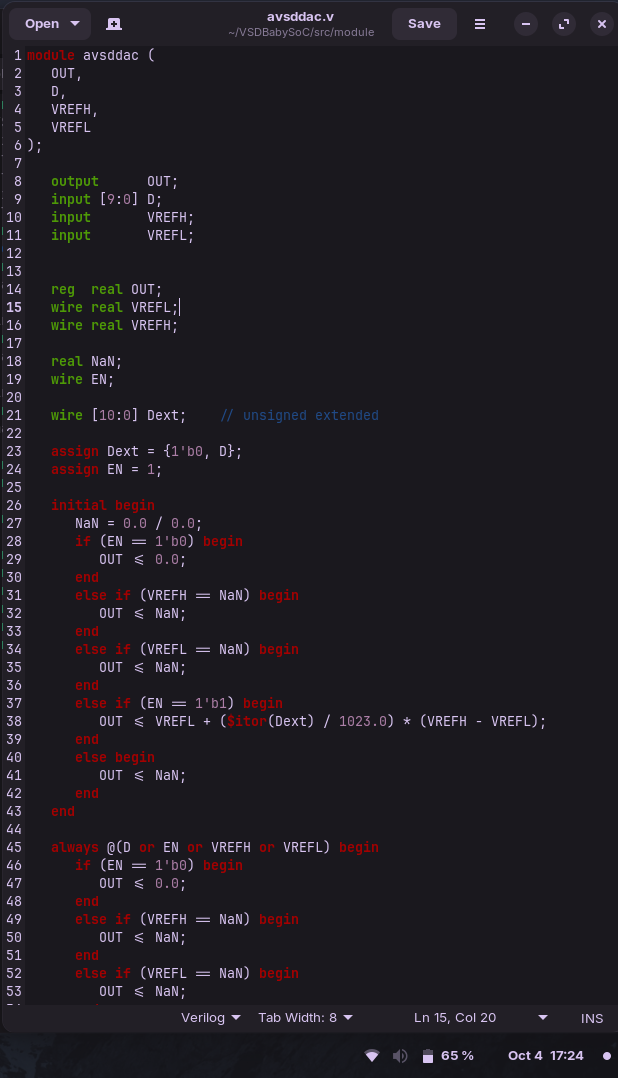 Open
avsddac.v
~/VSDBabySoC/src/module
Save
1 module avsddac (
2    OUT,
3    D,
4    VREFH,
5    VREFL
6 );
7
8    output      OUT;
9    input [9:0] D;
10    input       VREFH;
11    input       VREFL;
12
13
14    reg  real OUT;
15    wire real VREFL;
16    wire real VREFH;
17
18    real NaN;
19    wire EN;
20
21    wire [10:0] Dext;    // unsigned extended
22
23    assign Dext = {1'b0, D};
24    assign EN = 1;
25
26    initial begin
27       NaN = 0.0 / 0.0;
28       if (EN == 1'b0) begin
29          OUT <= 0.0;
30       end
31       else if (VREFH == NaN) begin
32          OUT <= NaN;
33       end
34       else if (VREFL == NaN) begin
35          OUT <= NaN;
36       end
37       else if (EN == 1'b1) begin
38          OUT <= VREFL + ($itor(Dext) / 1023.0) * (VREFH - VREFL);
39       end
40       else begin
41          OUT <= NaN;
42       end
43    end
44
45    always @(D or EN or VREFH or VREFL) begin
46       if (EN == 1'b0) begin
47          OUT <= 0.0;
48       end
49       else if (VREFH == NaN) begin
50          OUT <= NaN;
51       end
52       else if (VREFL == NaN) begin
53          OUT <= NaN;
Verilog Tab Width: 8 Ln 15, Col 20 INS
65 % Oct 4 17:24